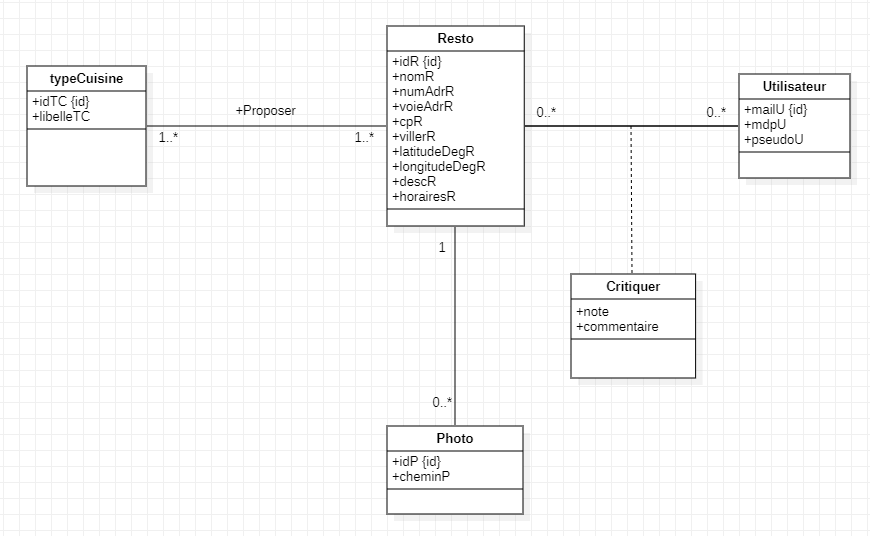 typeCuisine
+idTC {id}
+libelleTC
+Proposer
1..*
1..*
Resto
+idR {id}
+nomR
+numAdrR
+voieAdrR
+cpR
+villerR
+latitudeDegR
+longitudeDegR
+descR
+horairesR
0..*
0..*
Utilisateur
+mailU {id}
+mdpU
+pseudoU
1
Critiquer
+note
+commentaire
0..*
Photo
+idP {id}
+cheminP